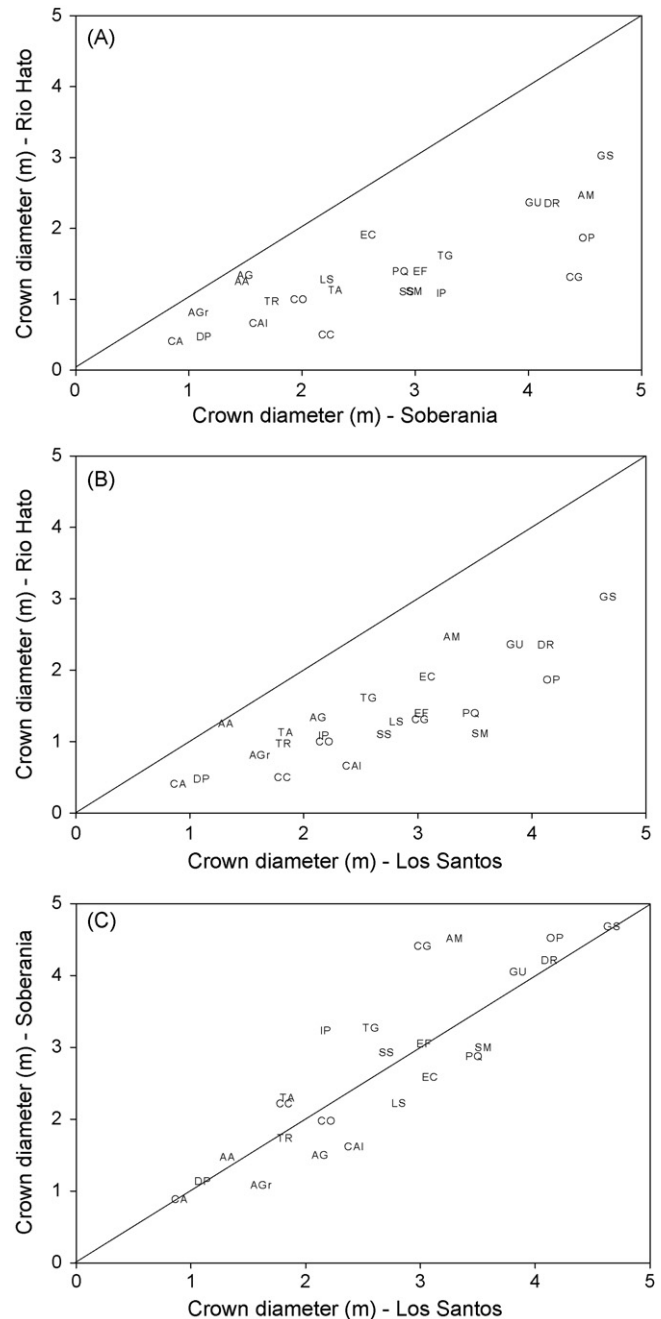 (A)
Crown diameter (m) - Rio Hato
5
4
3
2
1
0
GS
AM
GU DR
OP
EC
TG
CG
PQ EF
AG
AA
LS
TA
SS SM IP
TR CO
AGr
CAI
CC
DP
CA
0 1 2 3 4 5
Crown diameter (m) - Soberania
(B)
Crown diameter (m) - Rio Hato
5
4
3
2
1
0
GS
AM
GU DR
EC
OP
TG
EF PQ
CG
AG
LS
AA
TA IP
SS SM
TR CO
AGr
CAI
CC
DP
CA
0 1 2 3 4 5
Crown diameter (m) - Los Santos
(C)
Crown diameter (m) - Soberania
5
4
3
2
1
0
GS
AM OP
CG
DR
GU
IP TG
EF
SM
SS PQ
EC
TA
CC LS
CO
TR
CAI
AA AG
DP AGr
CA
0 1 2 3 4 5
Crown diameter (m) - Los Santos